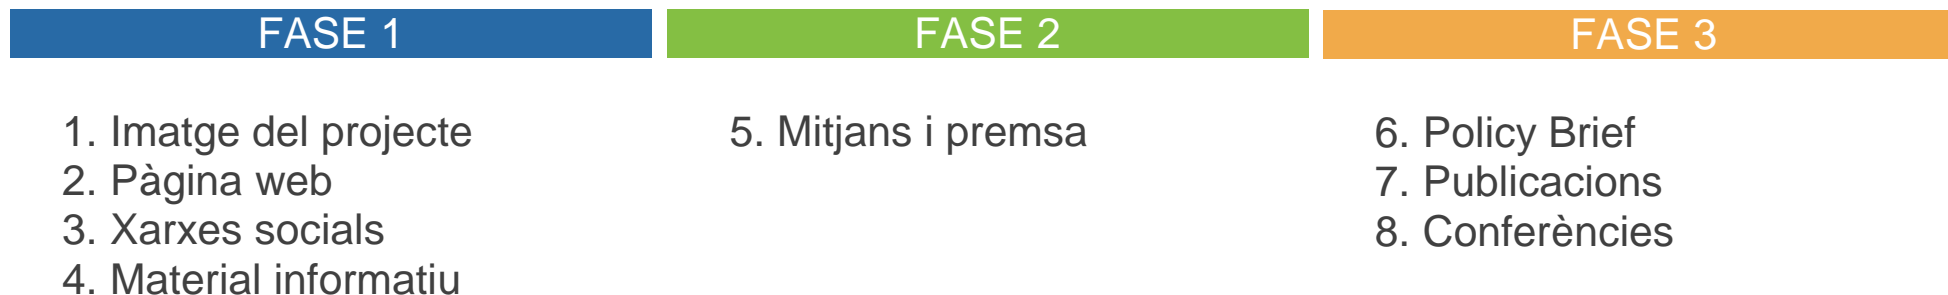 FASE 1
1. Imatge del projecte
2. Pàgina web
3. Xarxes socials
4. Material informatiu
FASE 2
5. Mitjans i premsa
FASE 3
6. Policy Brief
7. Publicacions
8. Conferències